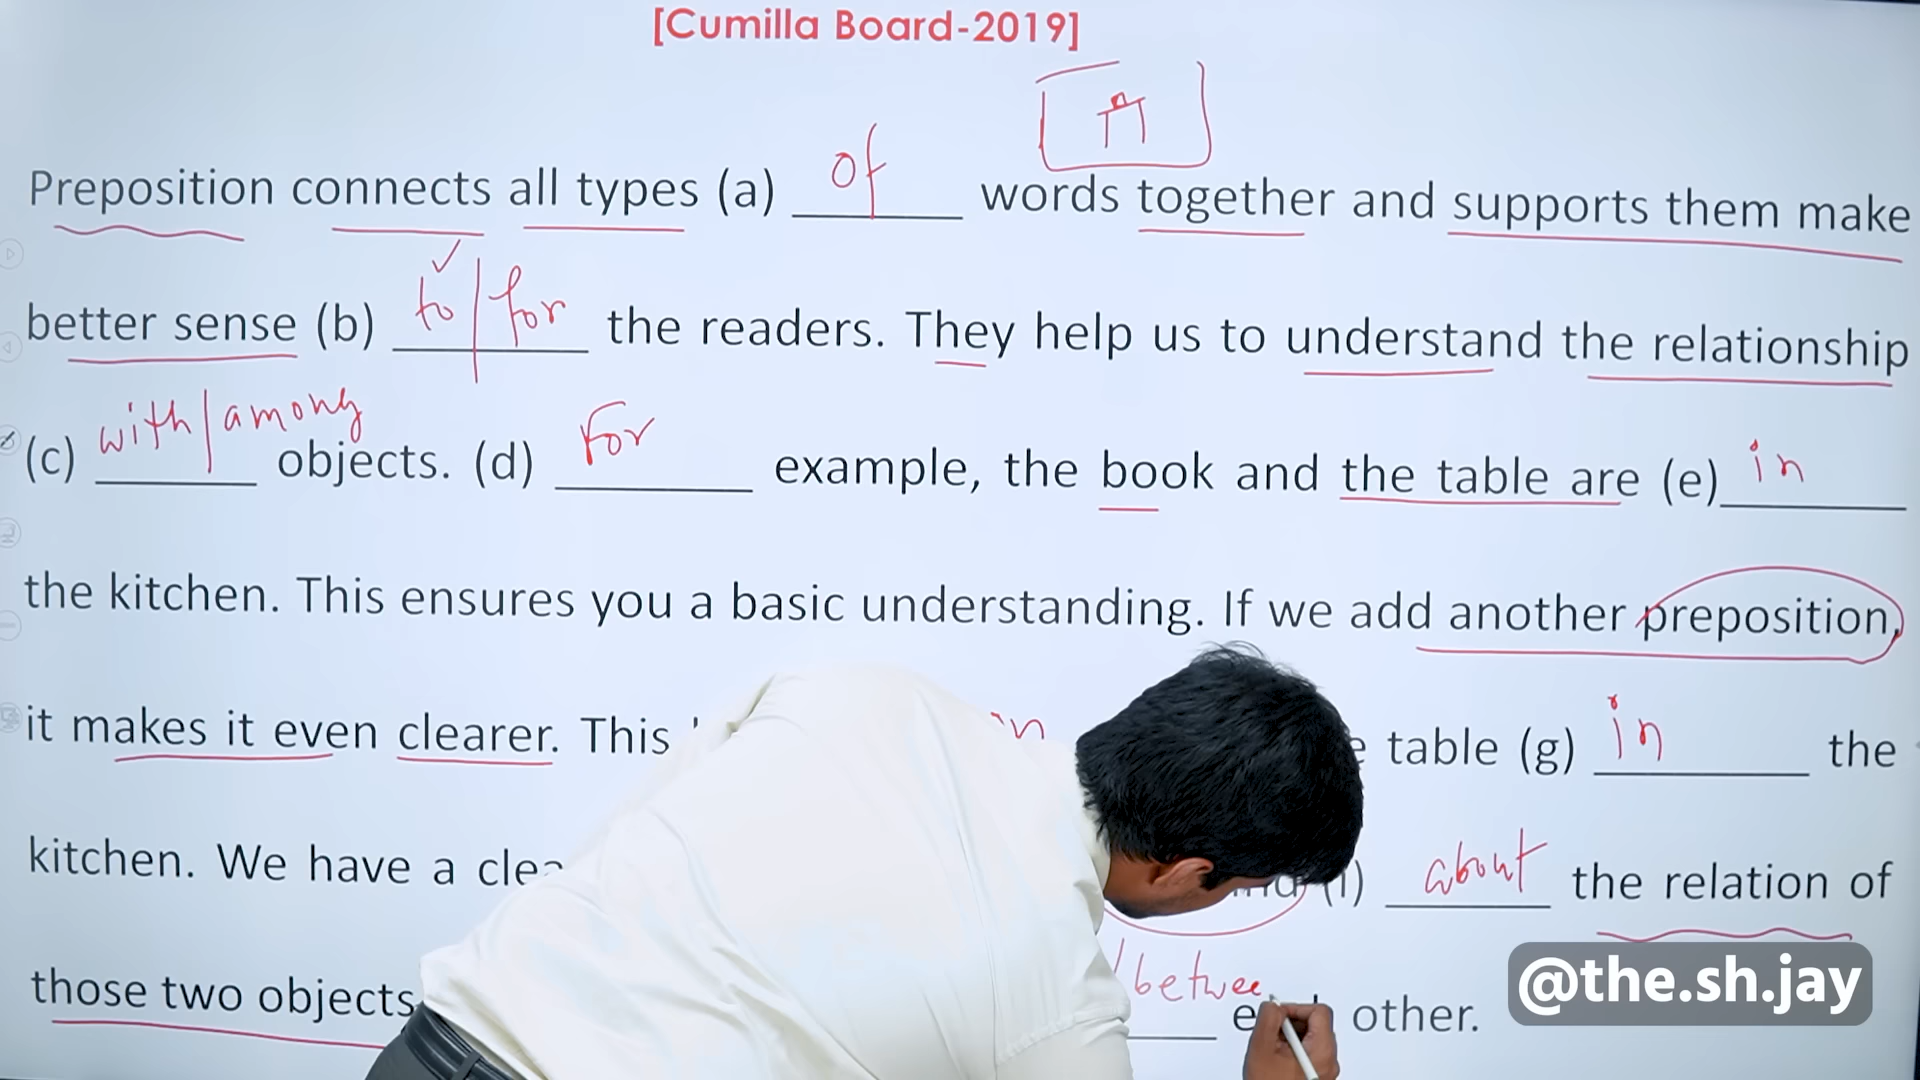 [Cumilla Board-2019]
Preposition connects all types (a) of words together and supports them make
better sense (b) to/for the readers. They help us to understand the relationship
(c) with/among objects. (d) For example, the book and the table are (e) in
the kitchen. This ensures you a basic understanding. If we add another preposition,
it makes it even clearer. This table (g) in the
kitchen. We have a (i) about the relation of
those two objects betwee other.
@the.sh.jay